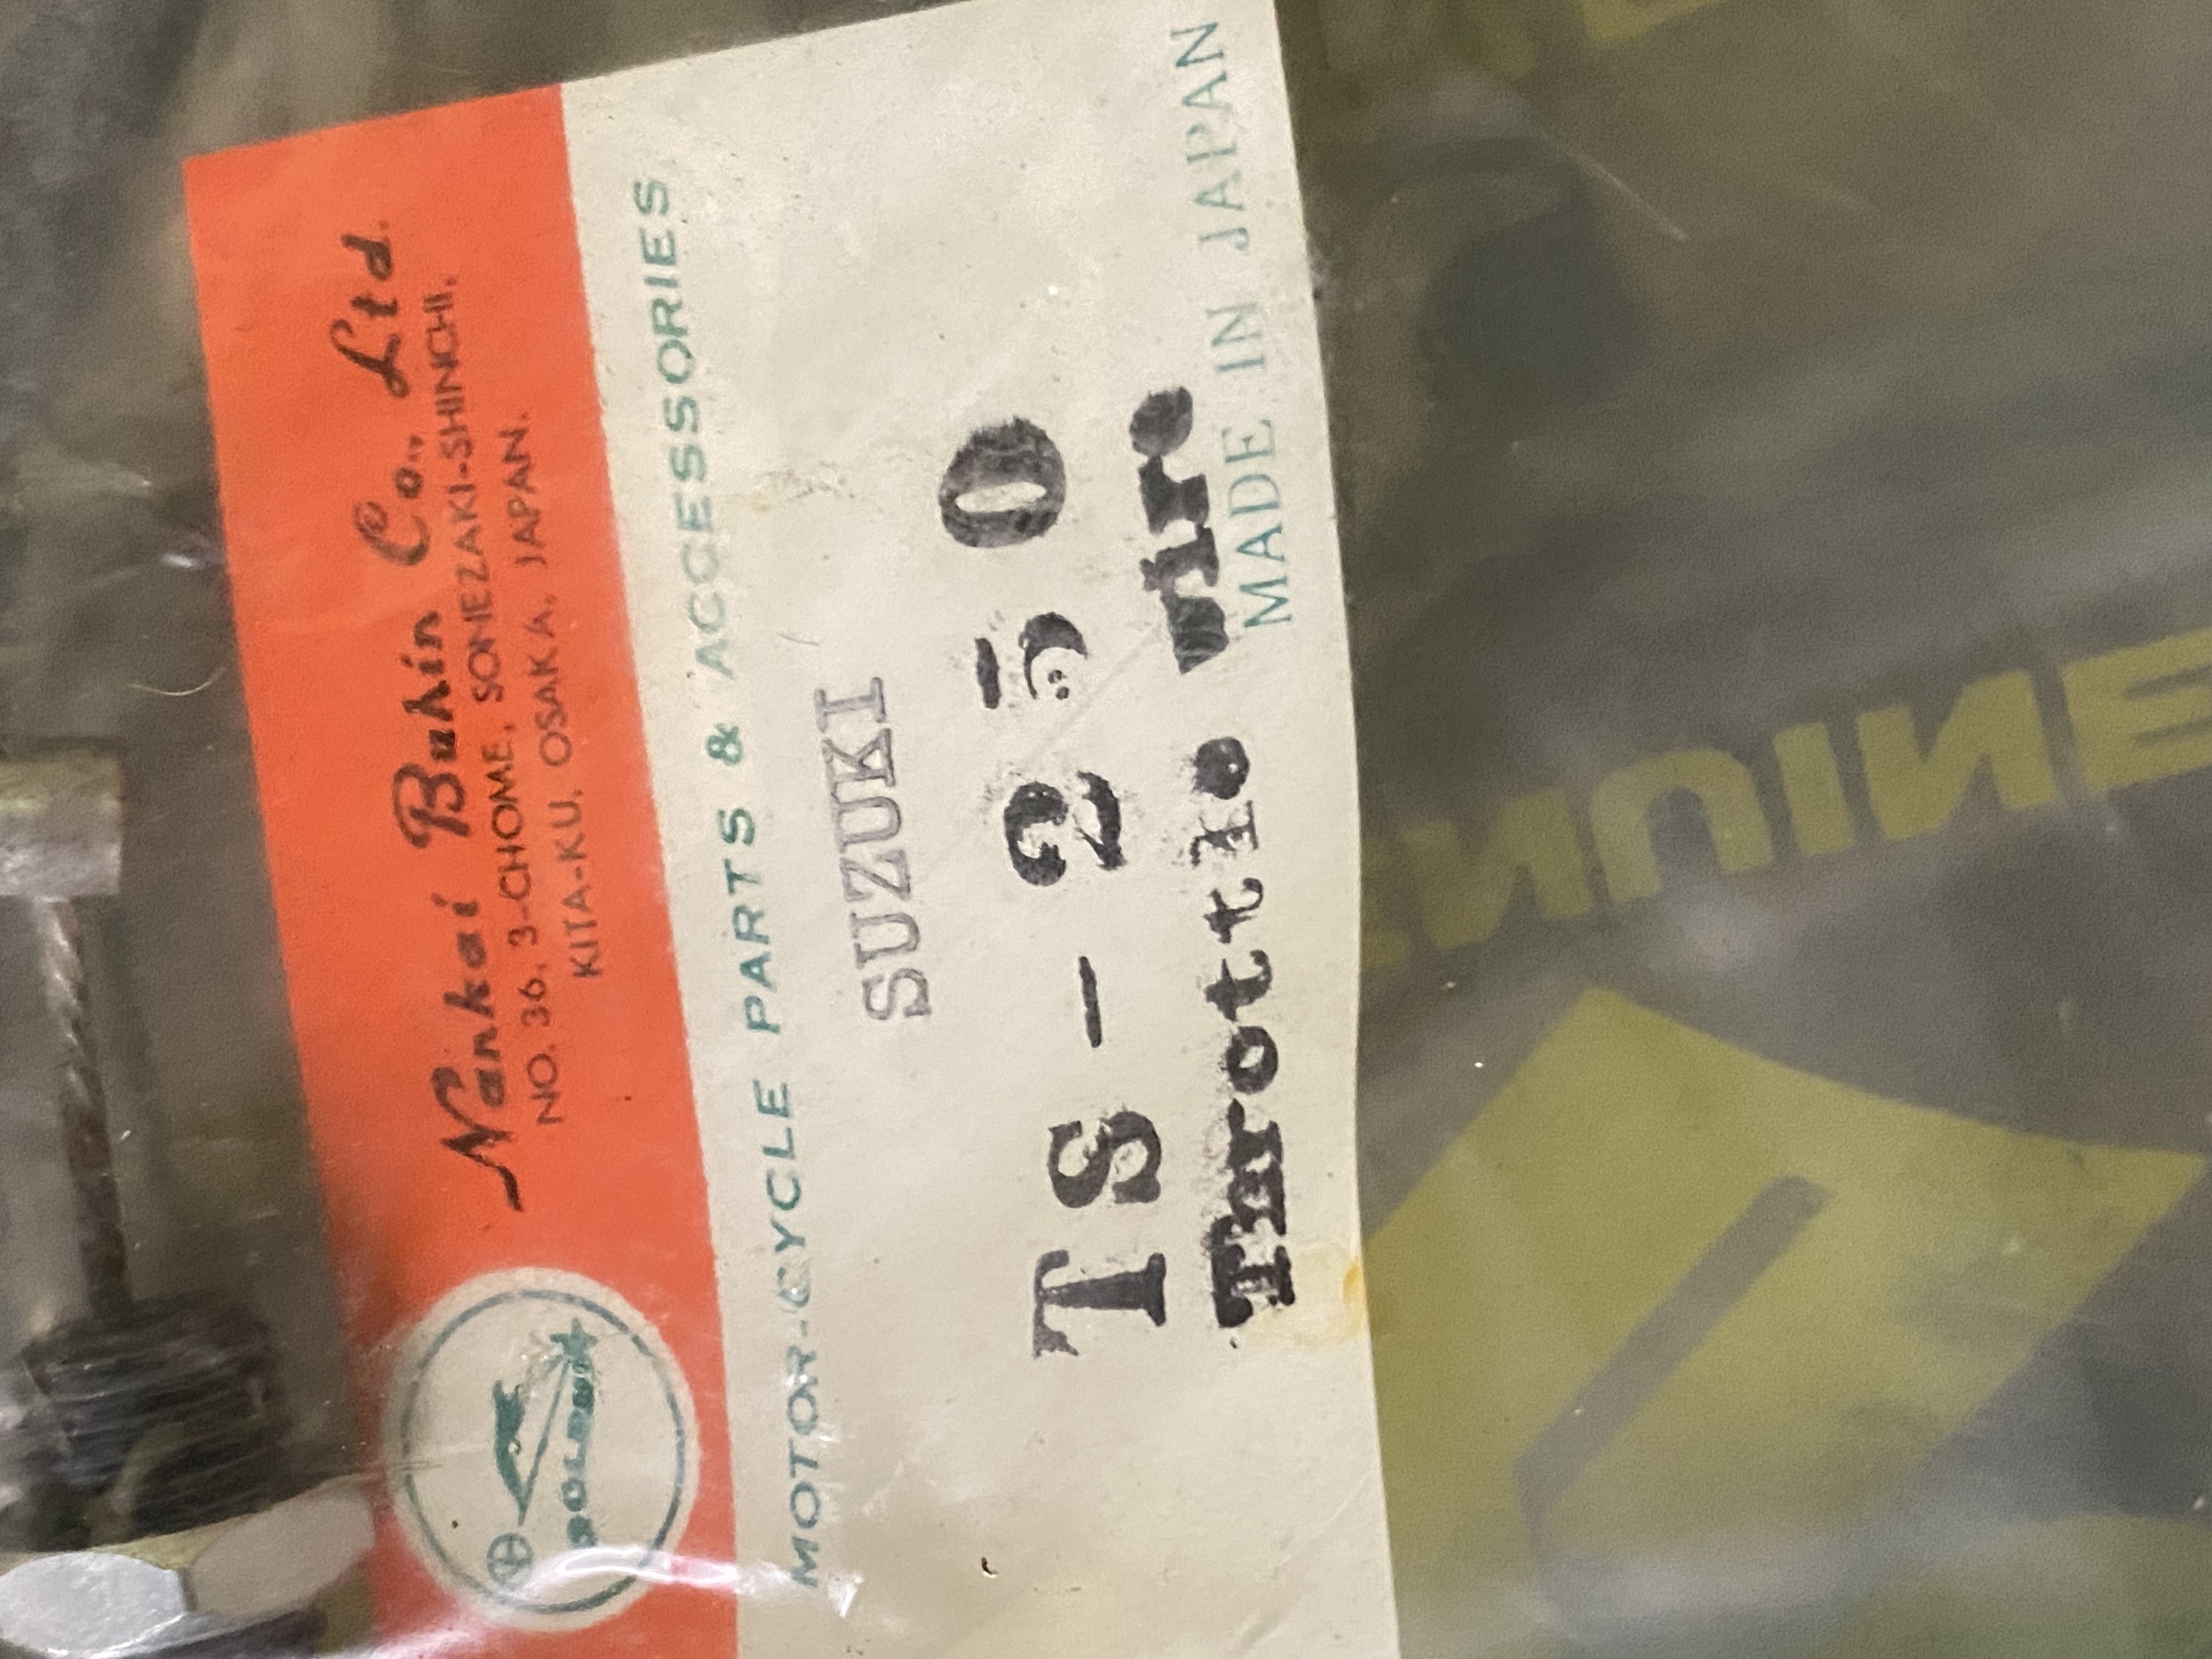 Nankai Buhin Co., Ltd.
NO. 36, 3-CHOME, SONEZAKI-SHINCHI,
KITA-KU, OSAKA, JAPAN.
MOTOR-CYCLE PARTS & ACCESSORIES
SUZUKI
TS-250
Throttle wire
MADE IN JAPAN